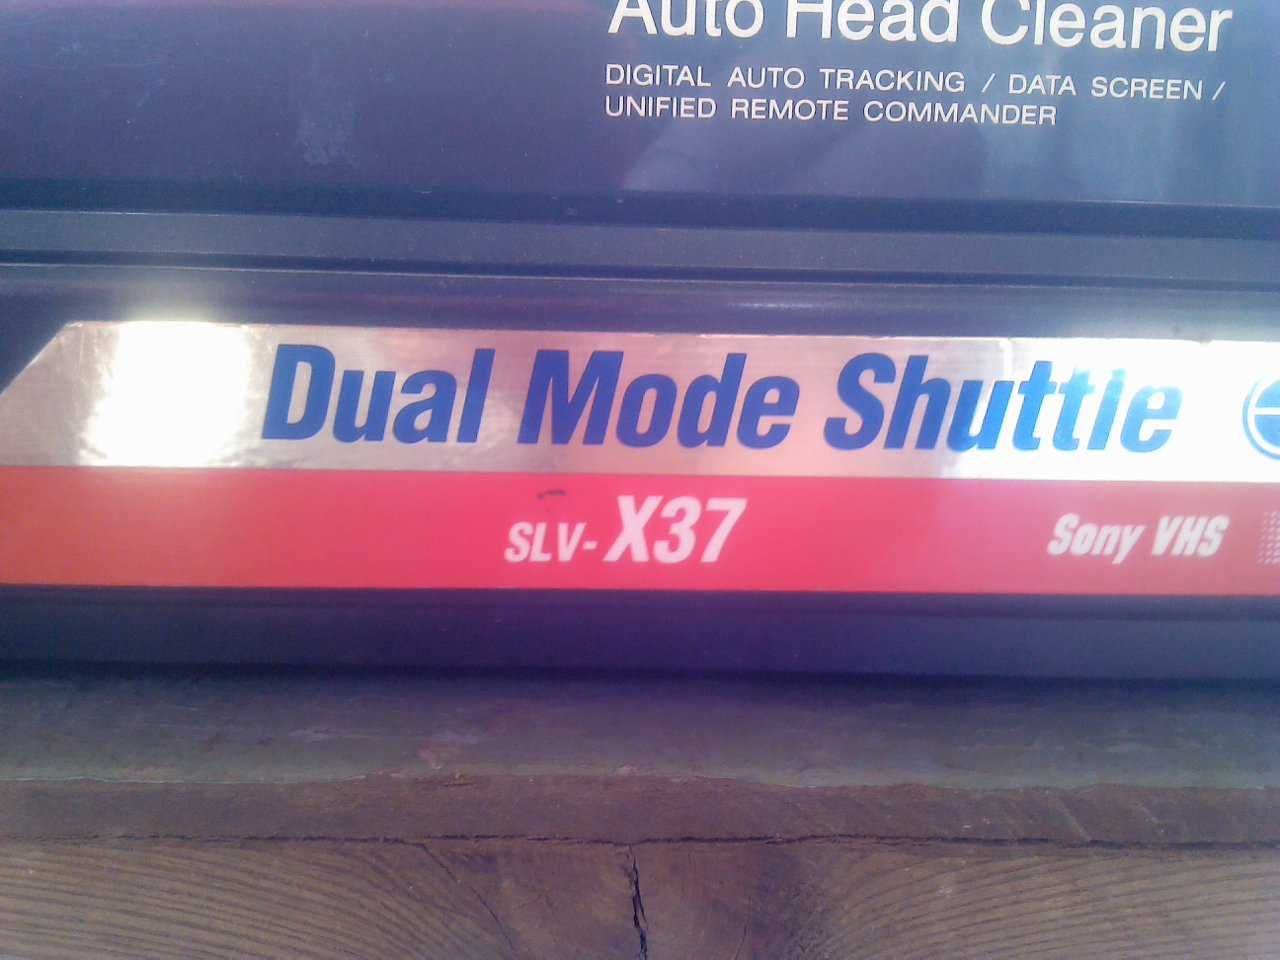 Auto Head Cleaner
DIGITAL AUTO TRACKING / DATA SCREEN /
UNIFIED REMOTE COMMANDER
Dual Mode Shuttle
SLV-X37
Sony VHS